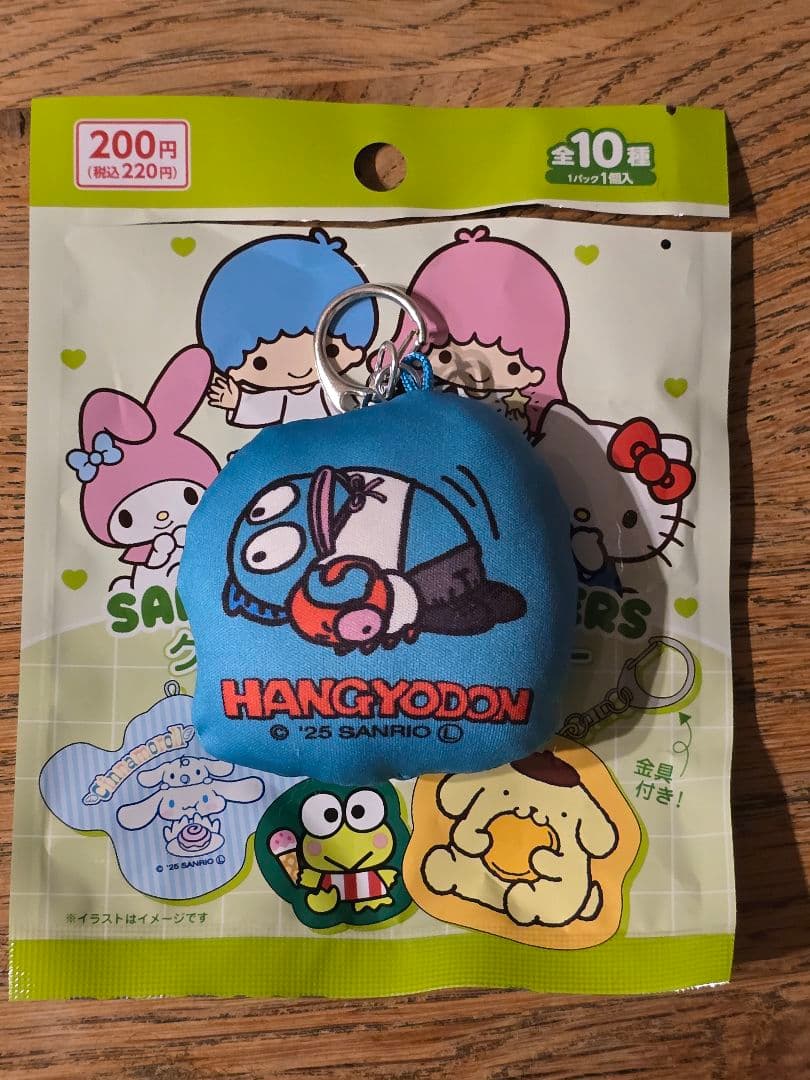 200円
(税込220円)
全10種
1パック1個入
HANGYODON
© '25 SANRIO Ⓛ
Cinnamoroll
© '25 SANRIO Ⓛ
金具
付き!
※イラストはイメージです